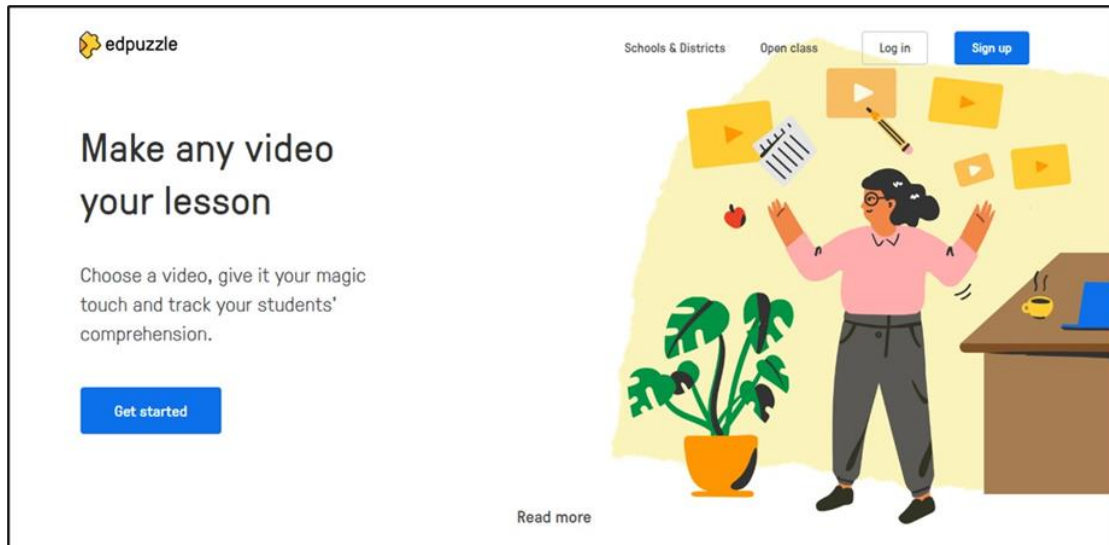 edpuzzle
Schools & Districts
Open class
Log in
Sign up
Make any video
your lesson
Choose a video, give it your magic
touch and track your students'
comprehension.
Get started
Read more